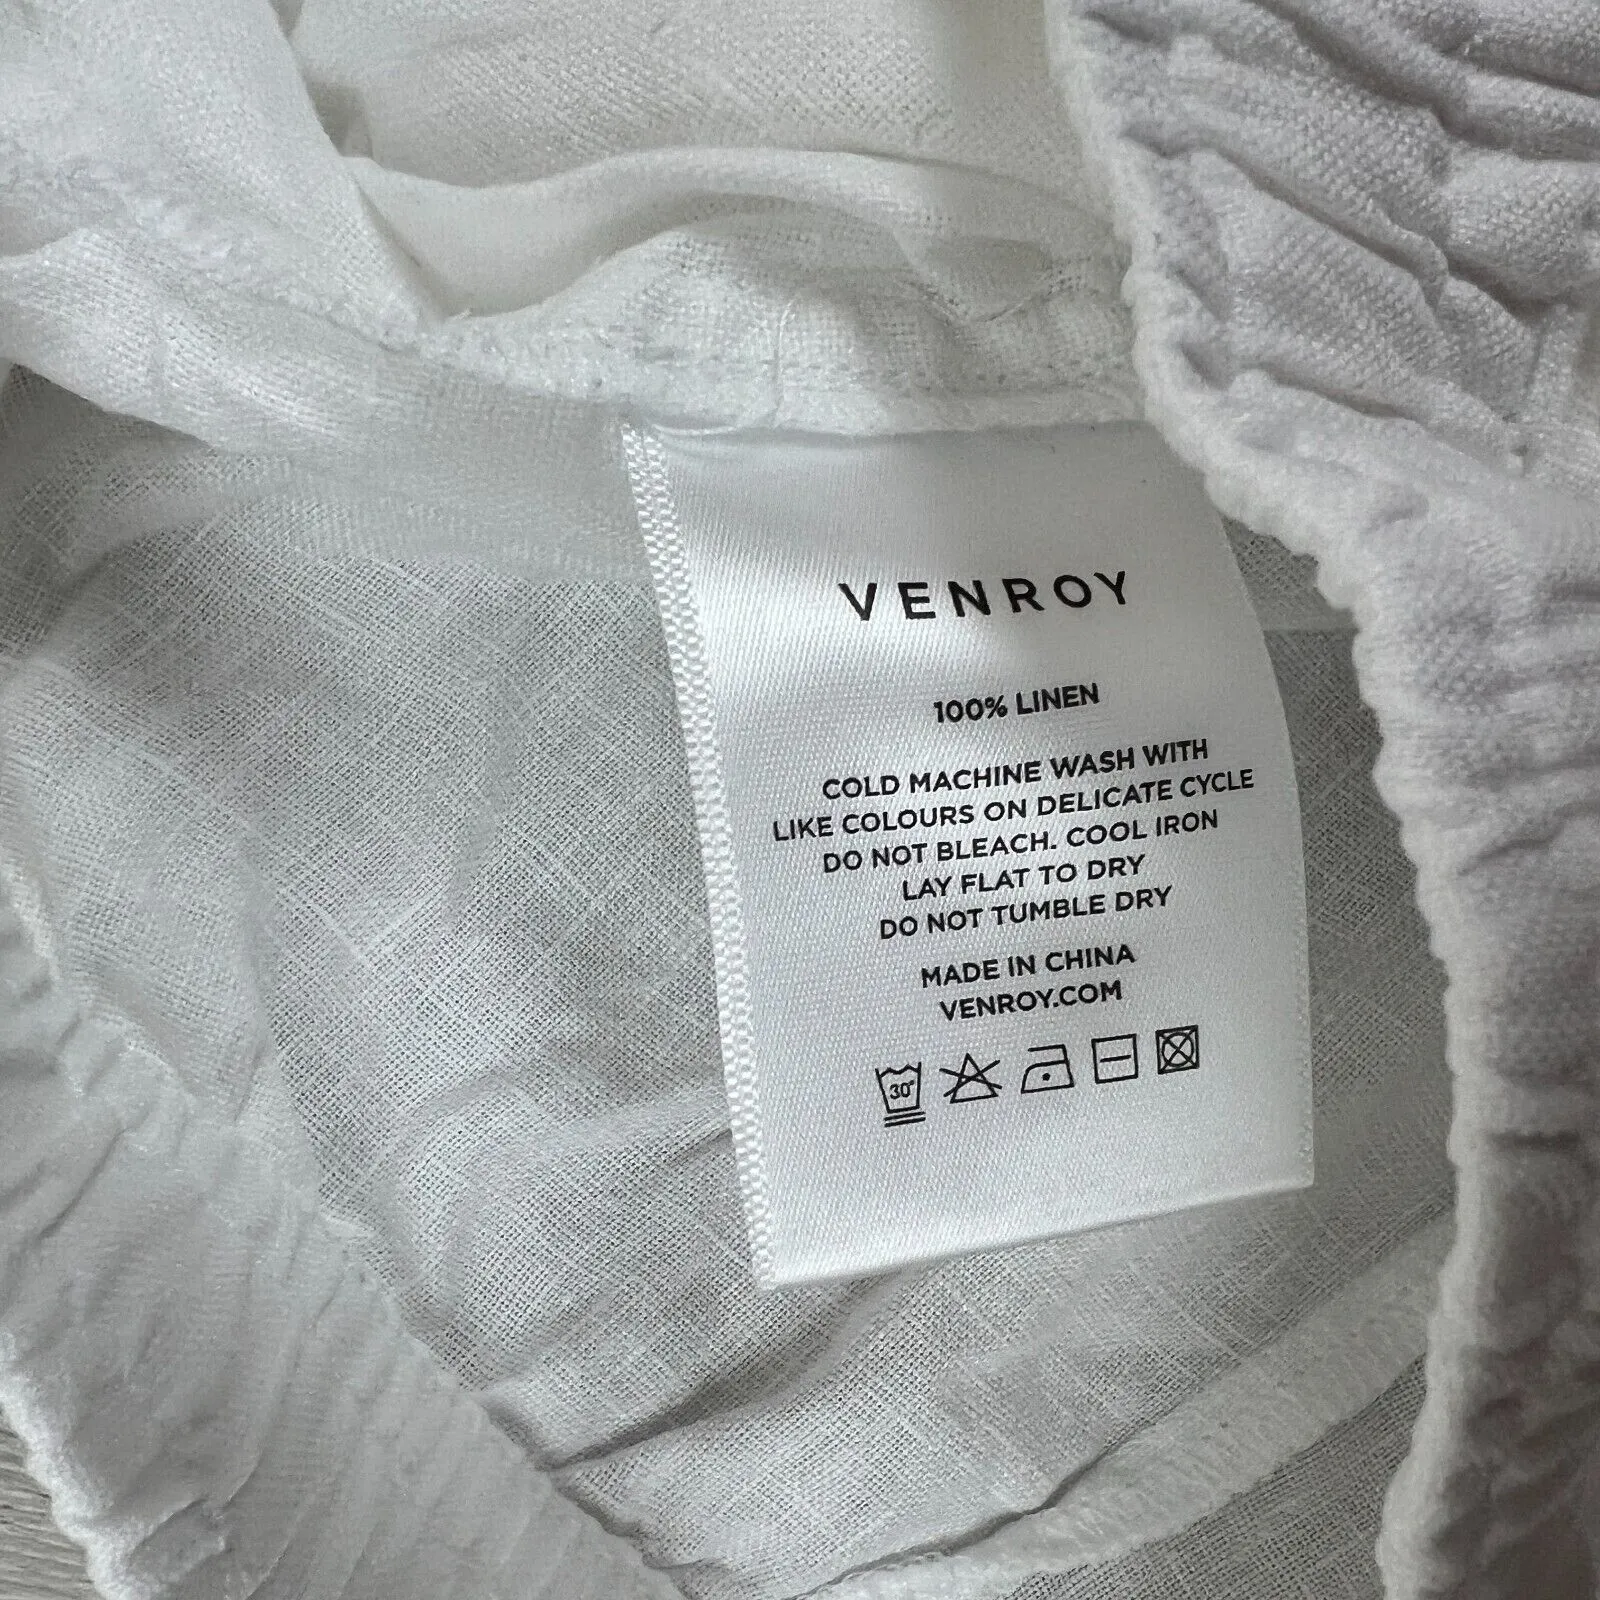 VENROY
100% LINEN
COLD MACHINE WASH WITH
LIKE COLOURS ON DELICATE CYCLE
DO NOT BLEACH. COOL IRON
LAY FLAT TO DRY
DO NOT TUMBLE DRY
MADE IN CHINA
VENROY.COM
30°